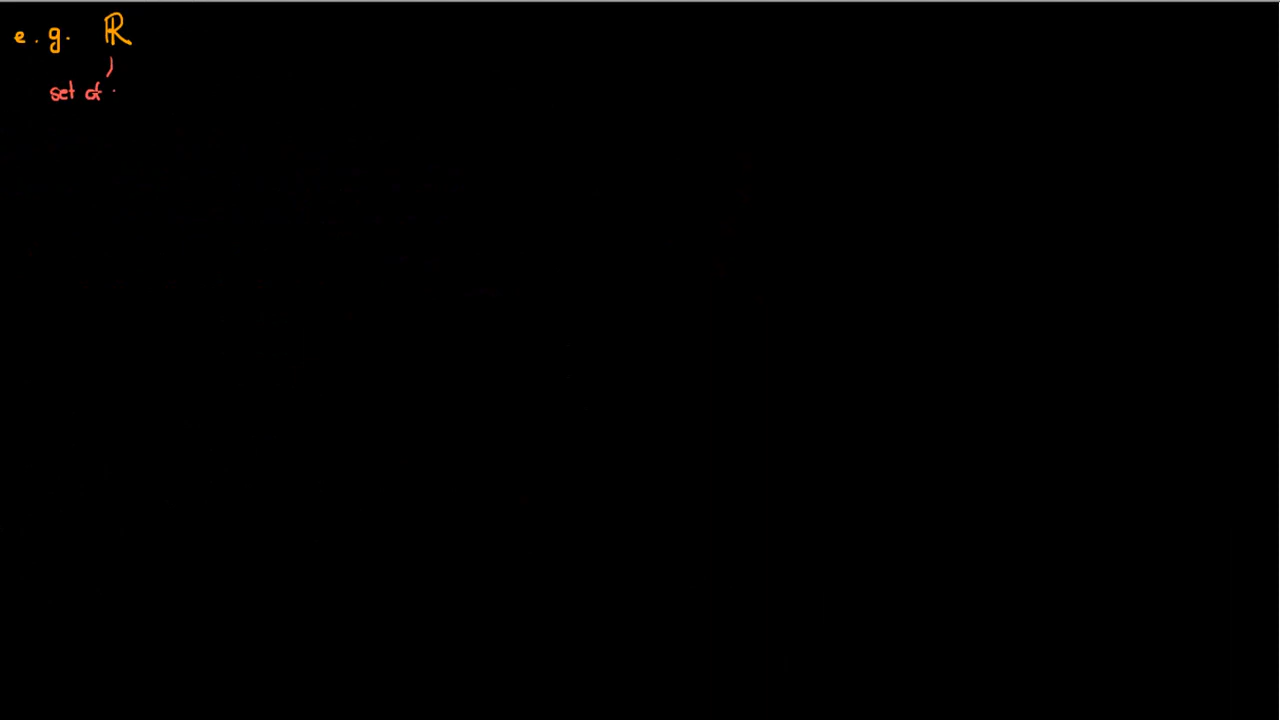 e.g. ℝ
set of